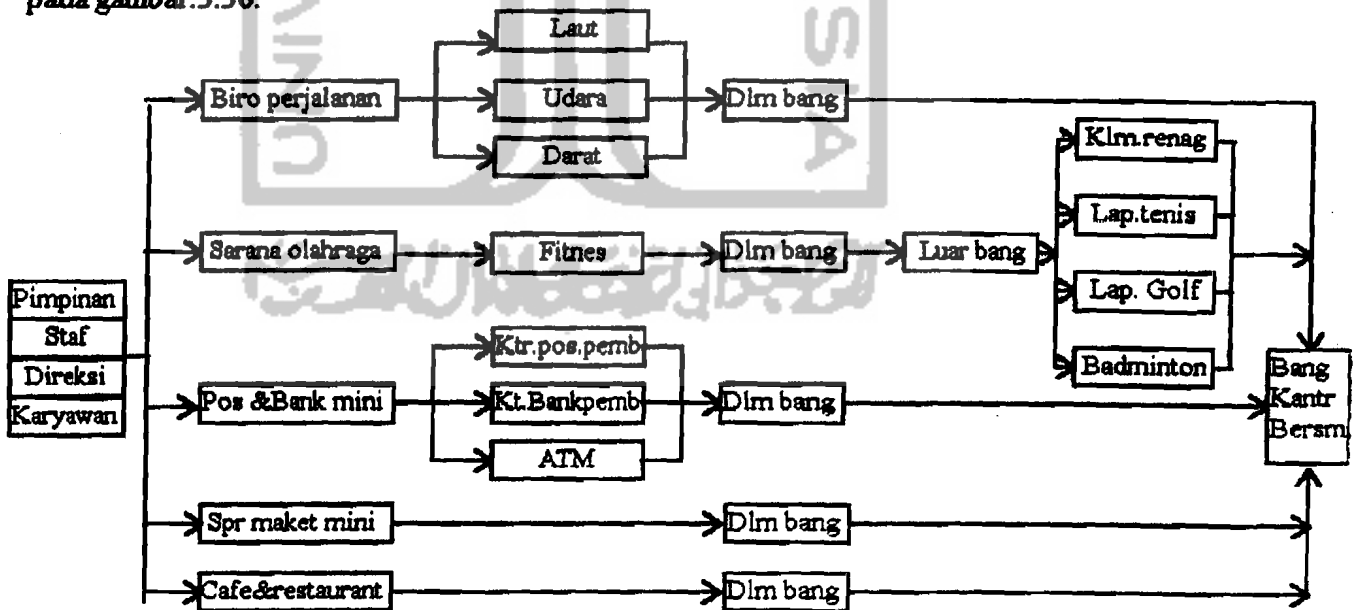 pada gambar.3.36.
Laut
Biro perjalanan
Udara
Dlm bang
Darat
Klm.renag
Lap.tenis
Sarana olahraga
Fitnes
Dlm bang
Luar bang
Lap. Golf
Badminton
Pimpinan
Staf
Direksi
Karyawan
Ktr.pos.pemb
Pos &Bank mini
Kt.Bankpemb
Dlm bang
ATM
Bang
Kantr
Bersm
Spr maket mini
Dlm bang
Cafe&restaurant
Dlm bang